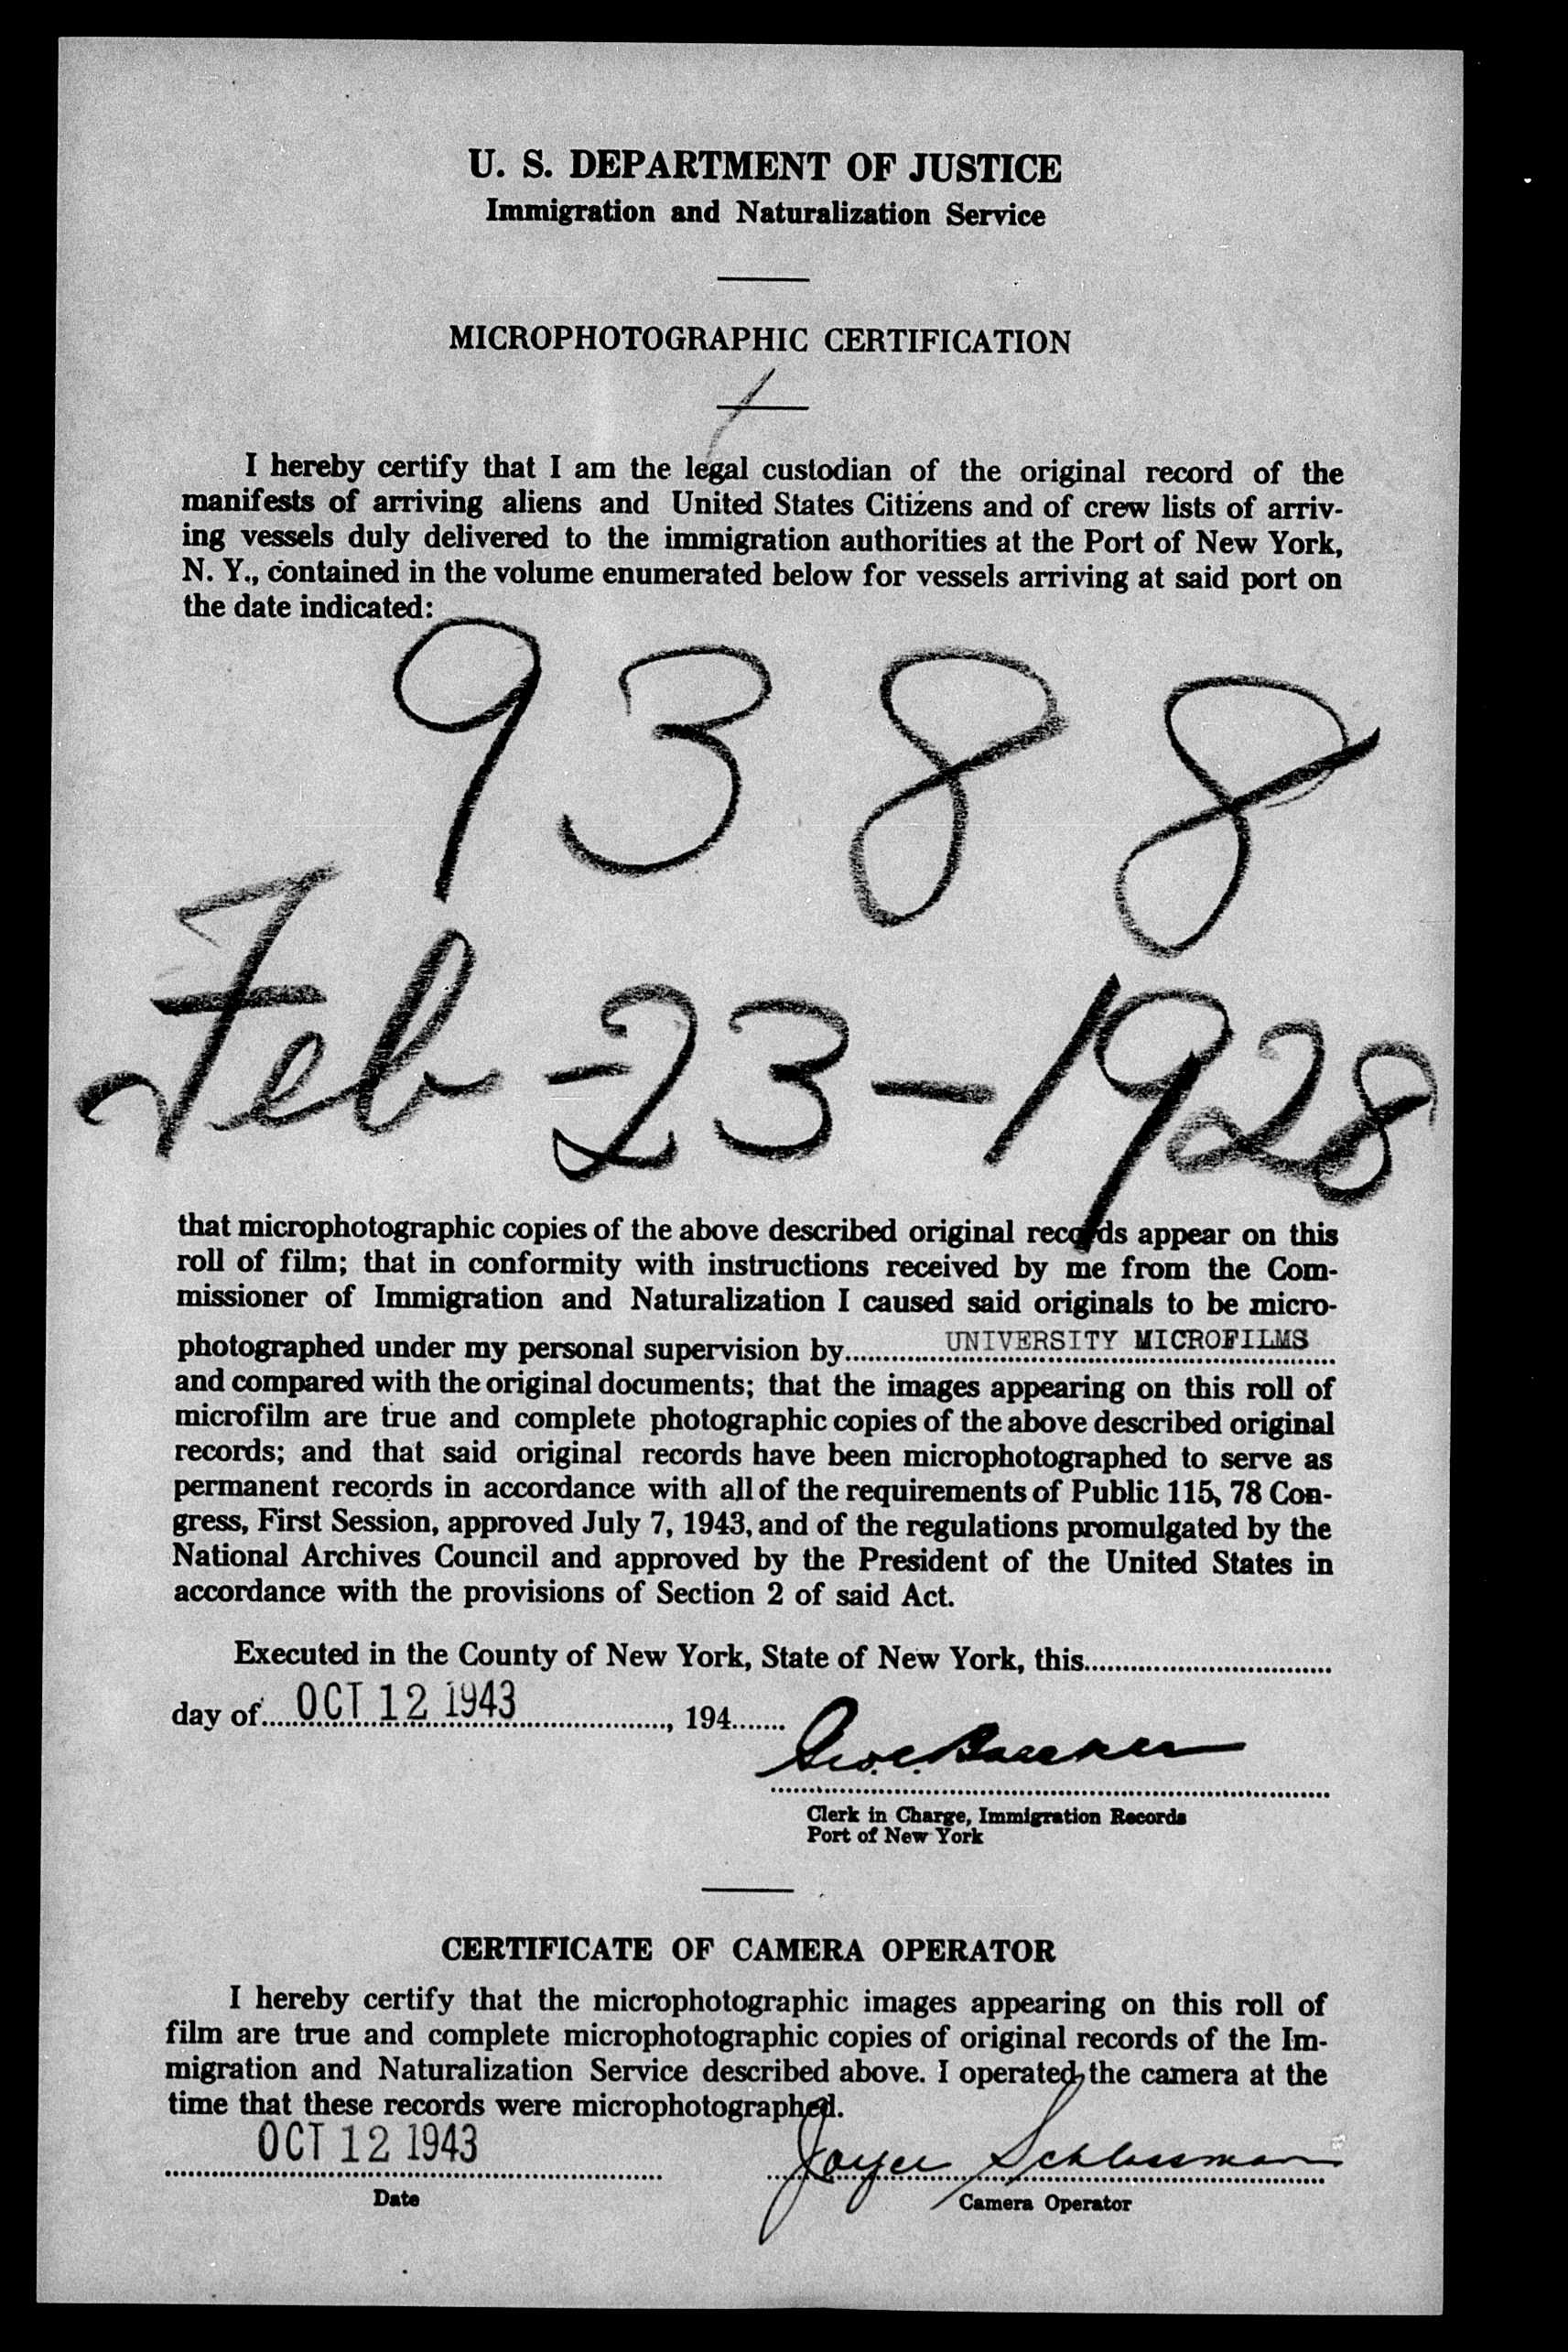 U. S. DEPARTMENT OF JUSTICE
Immigration and Naturalization Service
MICROPHOTOGRAPHIC CERTIFICATION
I hereby certify that I am the legal custodian of the original record of the
manifests of arriving aliens and United States Citizens and of crew lists of arriv-
ing vessels duly delivered to the immigration authorities at the Port of New York,
N. Y., contained in the volume enumerated below for vessels arriving at said port on
the date indicated:
9388
Feb-23-1928
that microphotographic copies of the above described original records appear on this
roll of film; that in conformity with instructions received by me from the Com-
missioner of Immigration and Naturalization I caused said originals to be micro-
photographed under my personal supervision by............UNIVERSITY MICROFILMS
and compared with the original documents; that the images appearing on this roll of
microfilm are true and complete photographic copies of the above described original
records; and that said original records have been microphotographed to serve as
permanent records in accordance with all of the requirements of Public 115, 78 Con-
gress, First Session, approved July 7, 1943, and of the regulations promulgated by the
National Archives Council and approved by the President of the United States in
accordance with the provisions of Section 2 of said Act.
Executed in the County of New York, State of New York, this................................
day of.....OCT 12 1943...................., 194.......
Geo. C.
Clerk in Charge, Immigration Records
Port of New York
CERTIFICATE OF CAMERA OPERATOR
I hereby certify that the microphotographic images appearing on this roll of
film are true and complete microphotographic copies of original records of the Im-
migration and Naturalization Service described above. I operated the camera at the
time that these records were microphotographed.
OCT 12 1943
Joyce Schlossman
Date
Camera Operator